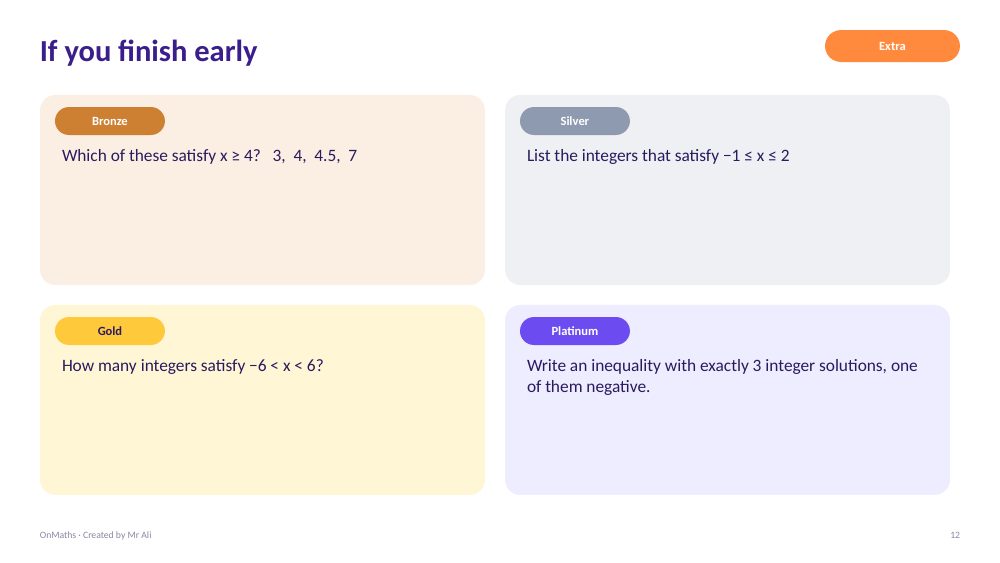 If you finish early
Extra
Bronze
Which of these satisfy x ≥ 4?   3,  4,  4.5,  7
Silver
List the integers that satisfy −1 ≤ x ≤ 2
Gold
How many integers satisfy −6 < x < 6?
Platinum
Write an inequality with exactly 3 integer solutions, one
of them negative.
OnMaths · Created by Mr Ali
12